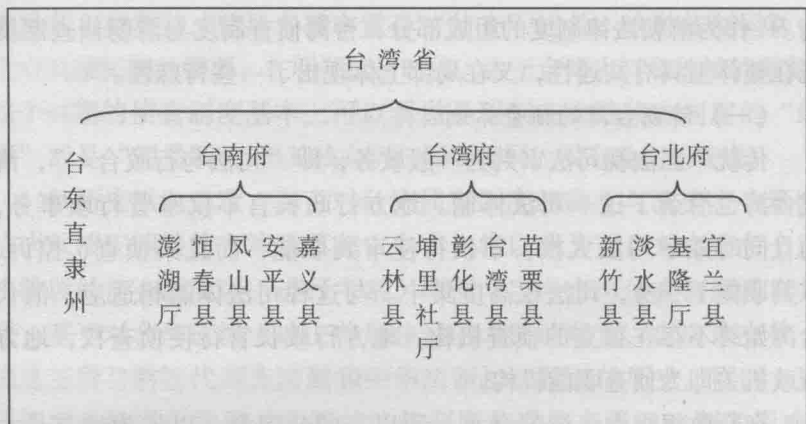 台湾省
台东直隶州
台南府
台湾府
台北府
澎湖厅
恒春县
凤山县
安平县
嘉义县
云林县
埔里社厅
彰化县
台湾县
苗栗县
新竹县
淡水县
基隆厅
宜兰县